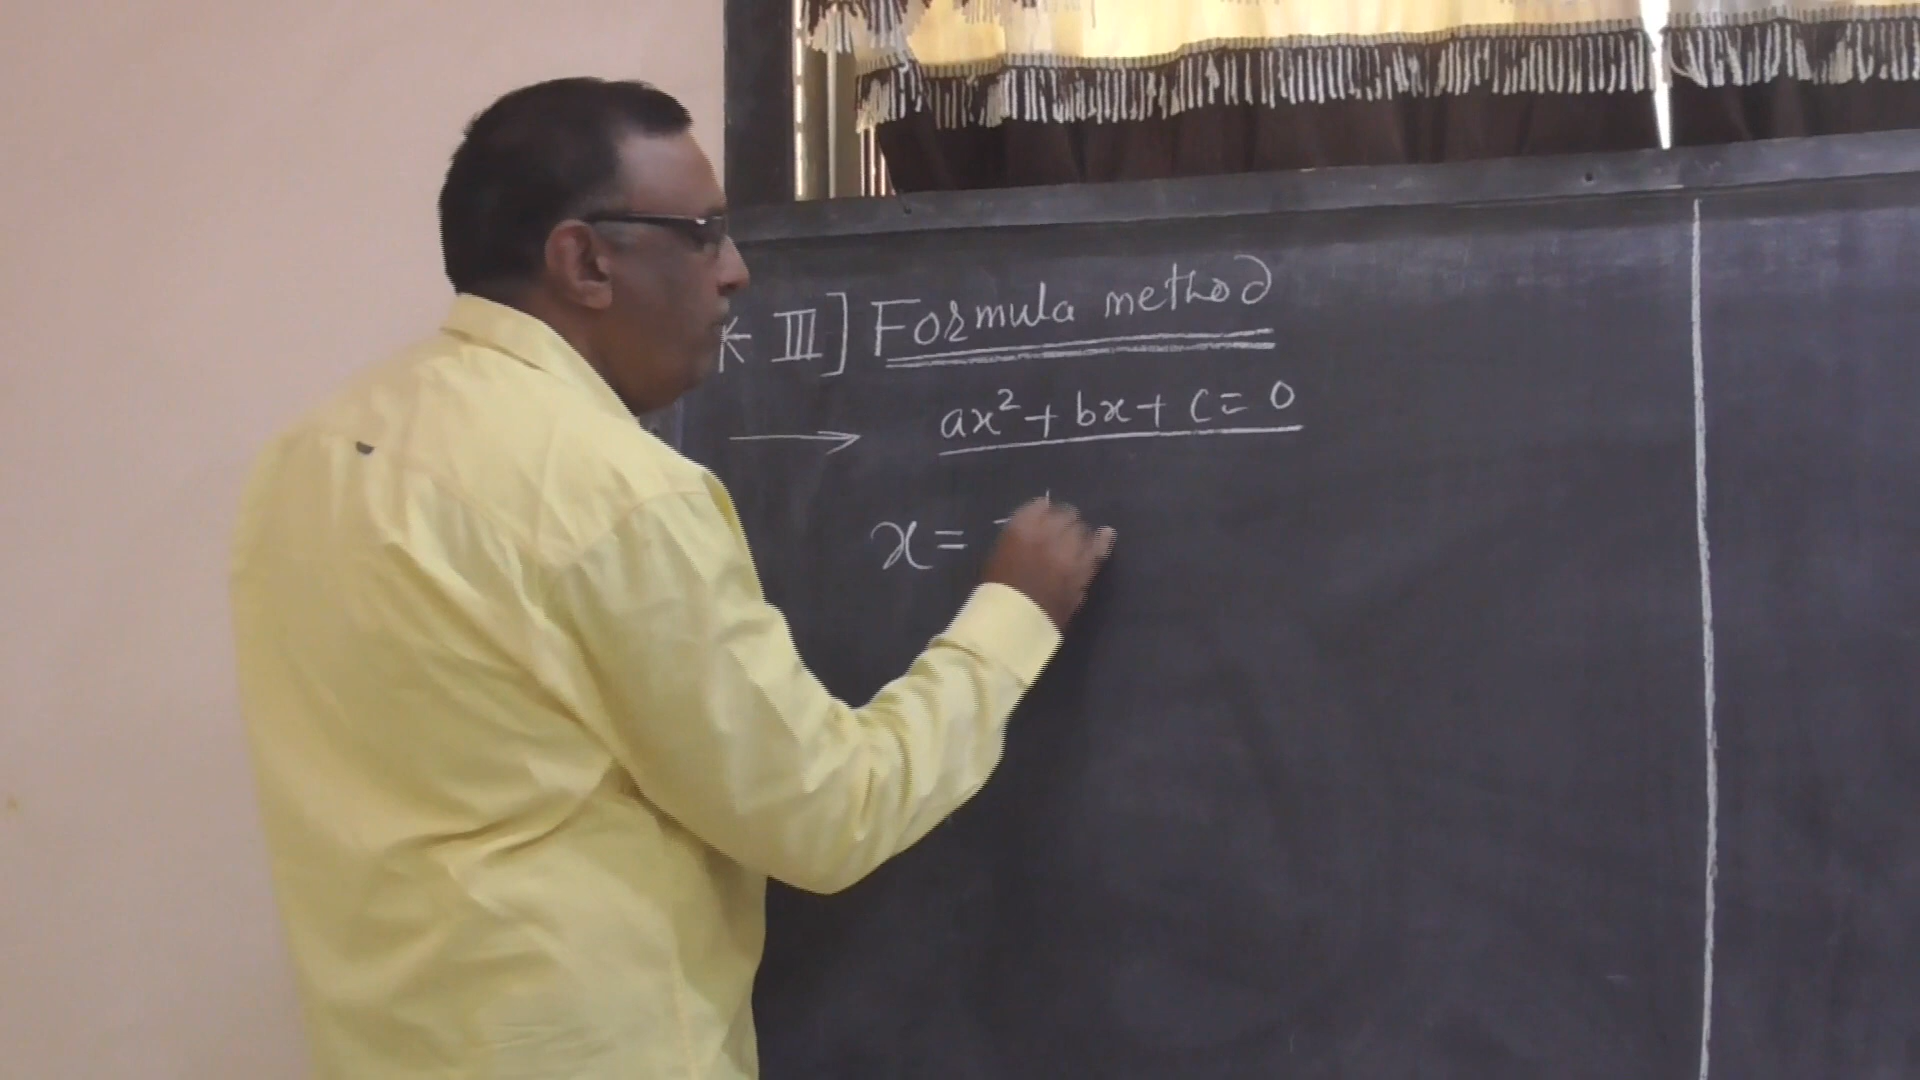 III] Formula method
→ ax² + bx + c = 0
x = -